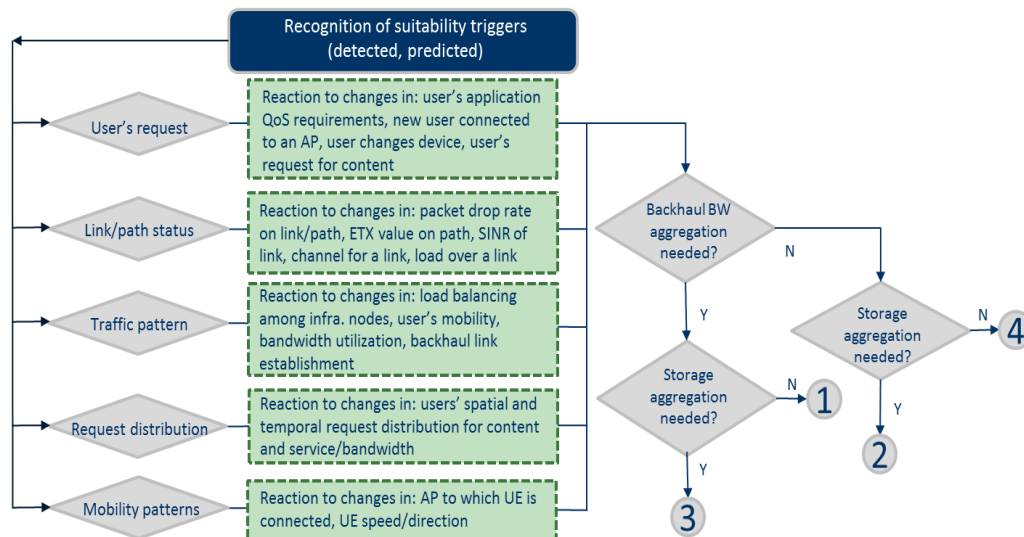 Recognition of suitability triggers
(detected, predicted)
User's request
Reaction to changes in: user's application
QoS requirements, new user connected
to an AP, user changes device, user's
request for content
Link/path status
Reaction to changes in: packet drop rate
on link/path, ETX value on path, SINR of
link, channel for a link, load over a link
Traffic pattern
Reaction to changes in: load balancing
among infra. nodes, user's mobility,
bandwidth utilization, backhaul link
establishment
Request distribution
Reaction to changes in: users' spatial and
temporal request distribution for content
and service/bandwidth
Mobility patterns
Reaction to changes in: AP to which UE is
connected, UE speed/direction
Backhaul BW
aggregation
needed?
N
Y
Storage
aggregation
needed?
N
4
Y
2
Storage
aggregation
needed?
N
1
Y
3